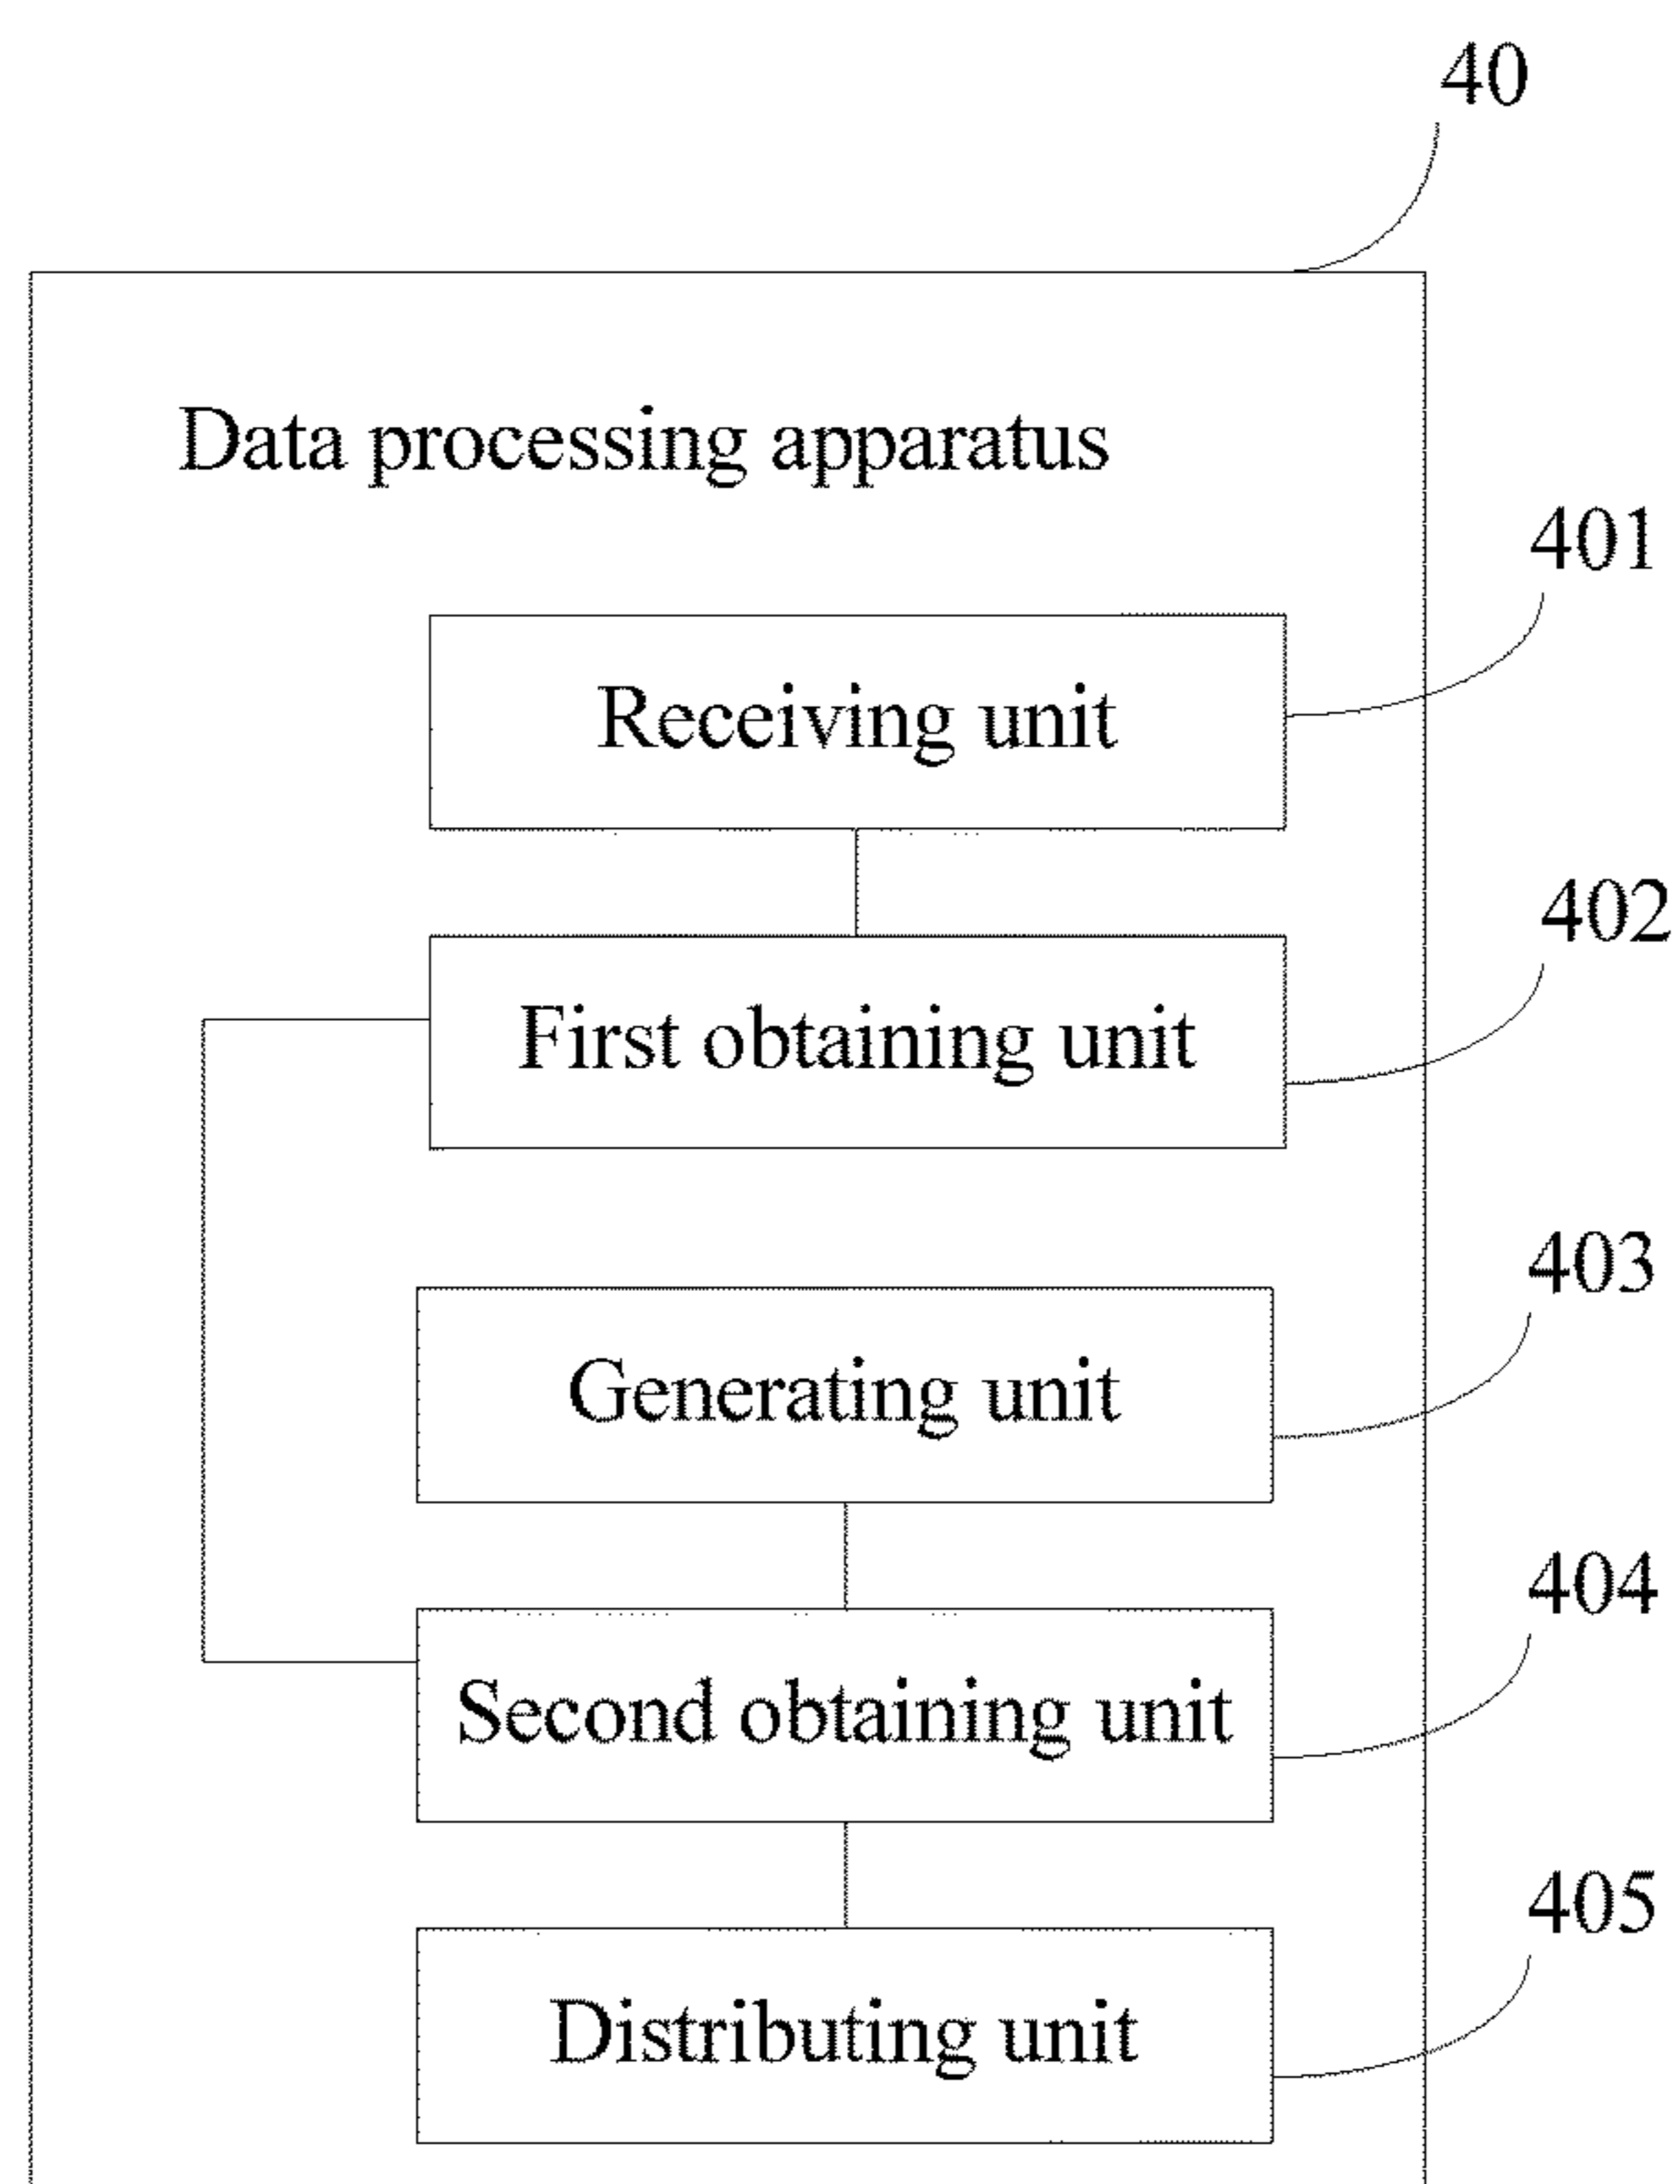 40
Data processing apparatus
401
Receiving unit
402
First obtaining unit
403
Generating unit
404
Second obtaining unit
405
Distributing unit